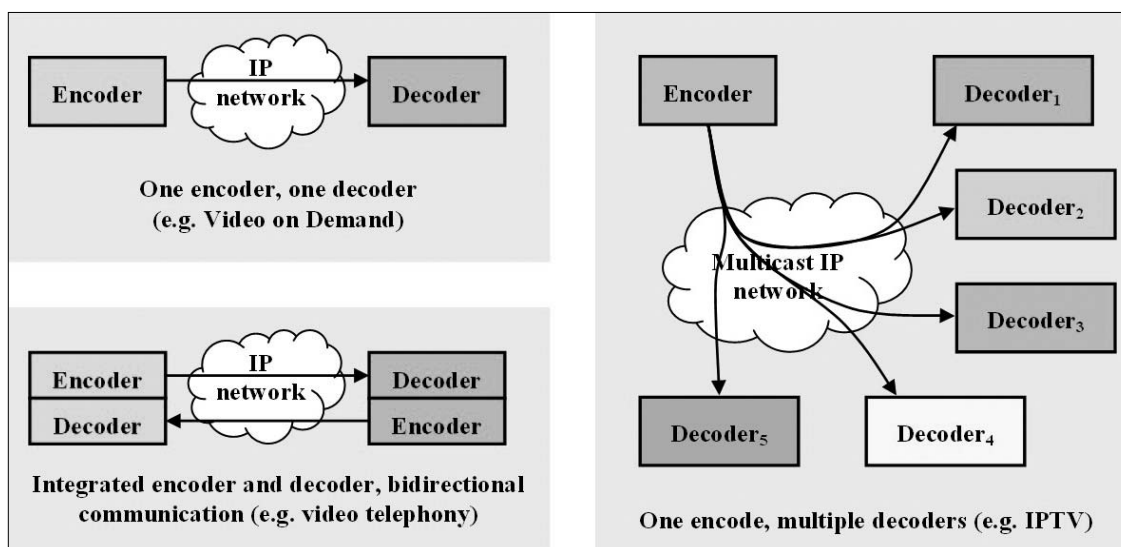 Encoder
IP
network
Decoder
One encoder, one decoder
(e.g. Video on Demand)
Encoder
Decoder
IP
network
Decoder
Encoder
Integrated encoder and decoder, bidirectional
communication (e.g. video telephony)
Encoder
Decoder₁
Decoder₂
Multicast IP
network
Decoder₃
Decoder₅
Decoder₄
One encode, multiple decoders (e.g. IPTV)